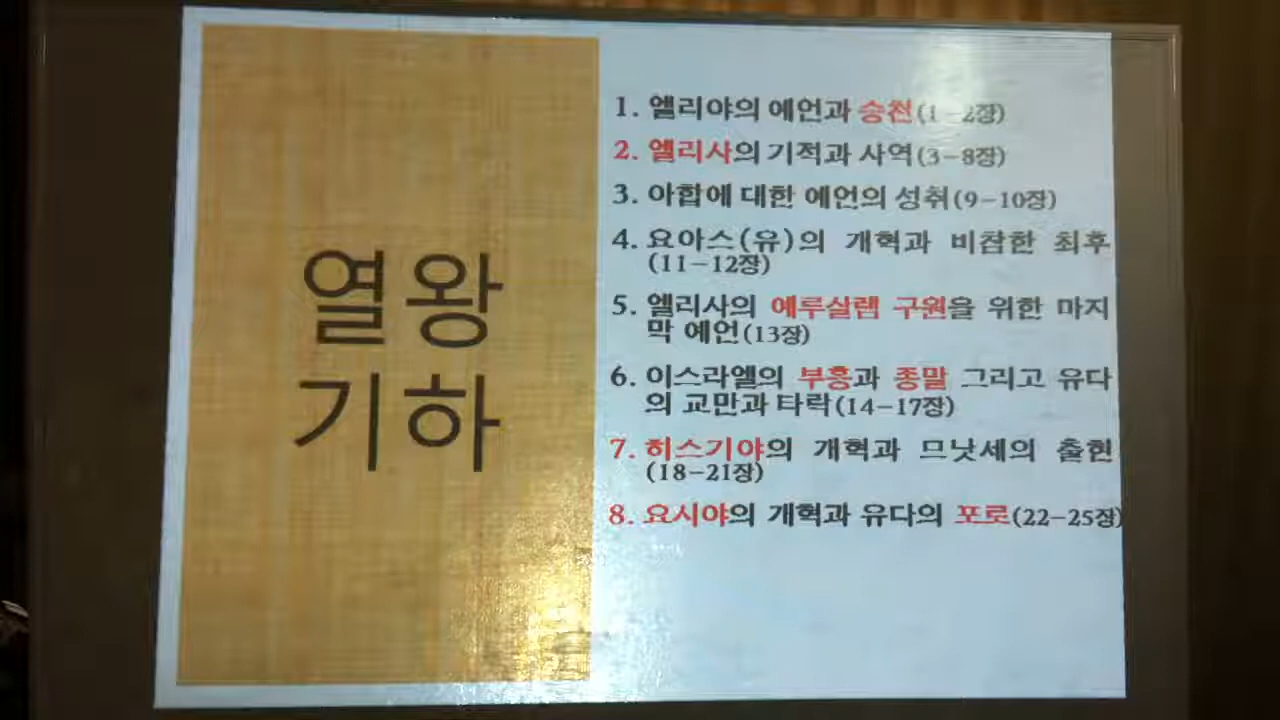 열왕
기하
1. 엘리야의 예언과 승천(1-2장)
2. 엘리사의 기적과 사역(3-8장)
3. 아합에 대한 예언의 성취(9-10장)
4. 요아스(유)의 개혁과 비참한 최후
(11-12장)
5. 엘리사의 예루살렘 구원을 위한 마지
막 예언(13장)
6. 이스라엘의 부흥과 종말 그리고 유다
의 교만과 타락(14-17장)
7. 히스기야의 개혁과 므낫세의 출현
(18-21장)
8. 요시야의 개혁과 유다의 포로(22-25장)